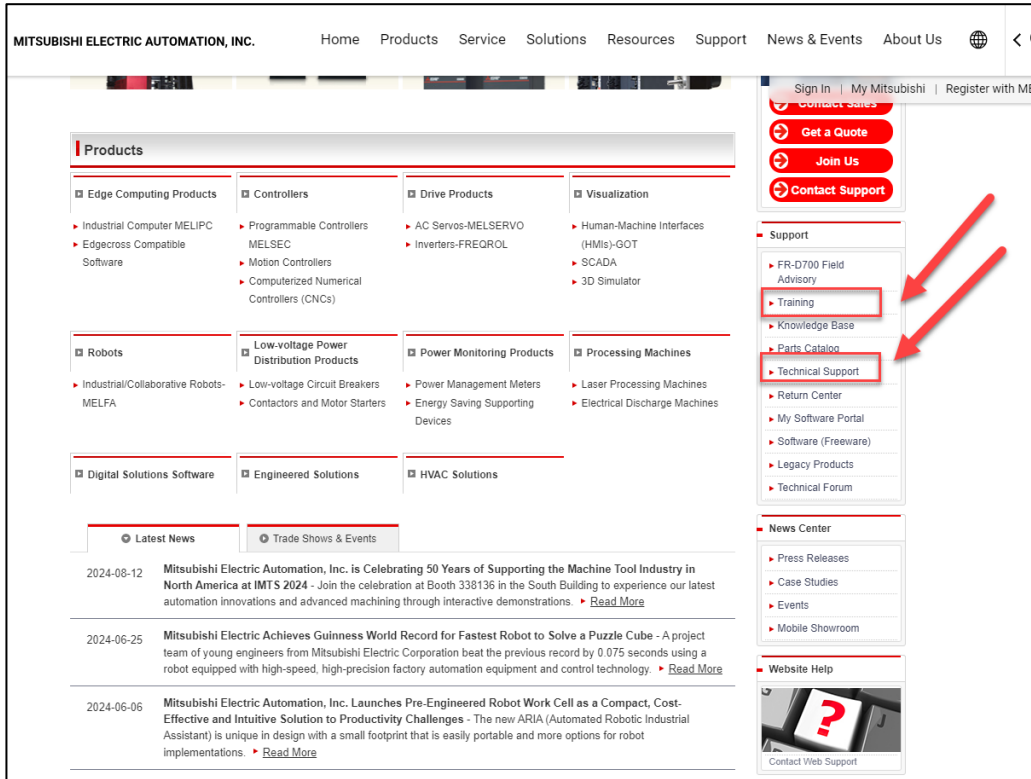 MITSUBISHI ELECTRIC AUTOMATION, INC.
Home Products Service Solutions Resources Support News & Events About Us
Sign In | My Mitsubishi | Register with ME
Contact Sales
Get a Quote
Join Us
Contact Support
Products
Edge Computing Products
Industrial Computer MELIPC
Edgecross Compatible
Software
Controllers
Programmable Controllers
MELSEC
Motion Controllers
Computerized Numerical
Controllers (CNCs)
Drive Products
AC Servos-MELSERVO
Inverters-FREQROL
Visualization
Human-Machine Interfaces
(HMIs)-GOT
SCADA
3D Simulator
Robots
Industrial/Collaborative Robots-
MELFA
Low-voltage Power
Distribution Products
Low-voltage Circuit Breakers
Contactors and Motor Starters
Power Monitoring Products
Power Management Meters
Energy Saving Supporting
Devices
Processing Machines
Laser Processing Machines
Electrical Discharge Machines
Digital Solutions Software
Engineered Solutions
HVAC Solutions
Latest News
Trade Shows & Events
2024-08-12
Mitsubishi Electric Automation, Inc. is Celebrating 50 Years of Supporting the Machine Tool Industry in
North America at IMTS 2024 - Join the celebration at Booth 338136 in the South Building to experience our latest
automation innovations and advanced machining through interactive demonstrations. Read More
2024-06-25
Mitsubishi Electric Achieves Guinness World Record for Fastest Robot to Solve a Puzzle Cube - A project
team of young engineers from Mitsubishi Electric Corporation beat the previous record by 0.075 seconds using a
robot equipped with high-speed, high-precision factory automation equipment and control technology. Read More
2024-06-06
Mitsubishi Electric Automation, Inc. Launches Pre-Engineered Robot Work Cell as a Compact, Cost-
Effective and Intuitive Solution to Productivity Challenges - The new ARIA (Automated Robotic Industrial
Assistant) is unique in design with a small footprint that is easily portable and more options for robot
implementations. Read More
Support
FR-D700 Field
Advisory
Training
Knowledge Base
Parts Catalog
Technical Support
Return Center
My Software Portal
Software (Freeware)
Legacy Products
Technical Forum
News Center
Press Releases
Case Studies
Events
Mobile Showroom
Website Help
G
J
?
Contact Web Support